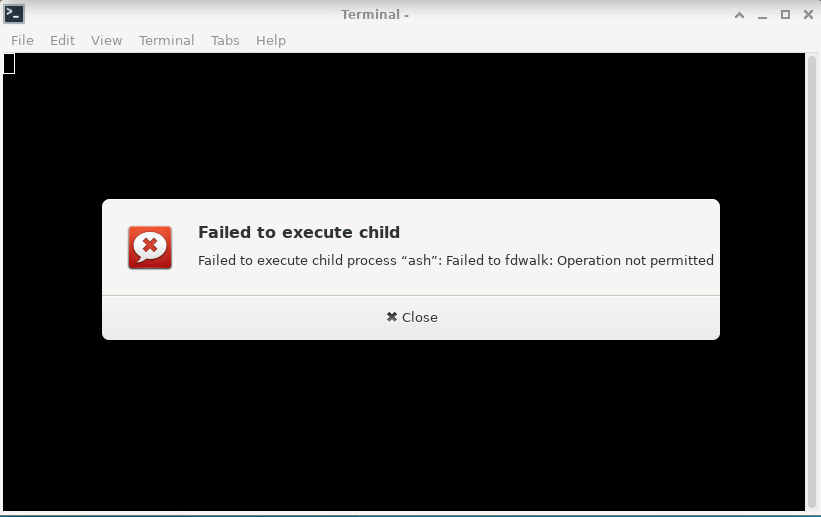 Terminal -
File Edit View Terminal Tabs Help
Failed to execute child
Failed to execute child process “ash”: Failed to fdwalk: Operation not permitted
Close